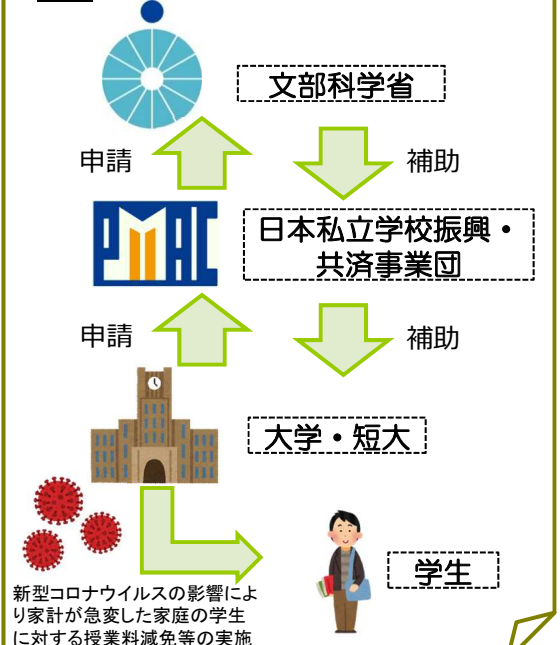 文部科学省
申請
補助
PMAC
日本私立学校振興・
共済事業団
申請
補助
大学・短大
学生
新型コロナウイルスの影響によ
り家計が急変した家庭の学生
に対する授業料減免等の実施